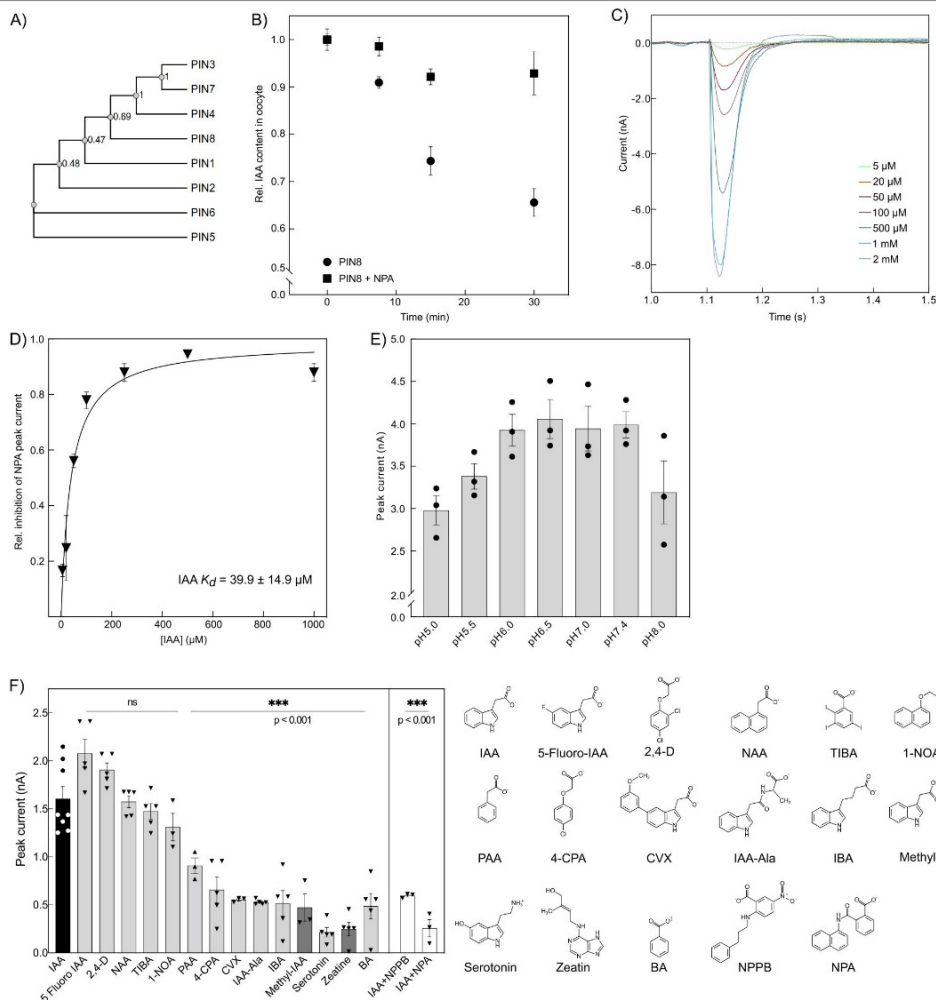 A)
PIN3
PIN7
PIN4
PIN8
PIN1
PIN2
PIN6
PIN5
1
1
0.69
0.47
0.48
B)
Rel. IAA content in oocyte
1.0
0.9
0.8
0.7
0.6
0.5
0.0
PIN8
PIN8 + NPA
0 10 20 30
Time (min)
C)
Current (nA)
0.0
-2.0
-4.0
-6.0
-8.0
5 µM
20 µM
50 µM
100 µM
500 µM
1 mM
2 mM
1.0 1.1 1.2 1.3 1.4 1.5
Time (s)
D)
Rel. inhibition of NPA peak current
1.0
0.8
0.6
0.4
0.2
IAA Kd = 39.9 ± 14.9 µM
0 200 400 600 800 1000
[IAA] (µM)
E)
Peak current (nA)
5.0
4.5
4.0
3.5
3.0
2.5
2.0
0.0
pH5.0 pH5.5 pH6.0 pH6.5 pH7.0 pH7.4 pH8.0
F)
Peak current (nA)
2.5
2.0
1.5
1.0
0.5
0.0
ns
***
p < 0.001
***
p < 0.001
IAA 5 Fluoro IAA 2,4-D NAA TIBA 1-NOA PAA 4-CPA CVX IAA-Ala IBA Methyl-IAA Serotonin Zeatine BA IAA+NPPB IAA+NPA
IAA 5-Fluoro-IAA 2,4-D NAA TIBA 1-NOA
PAA 4-CPA CVX IAA-Ala IBA Methyl
Serotonin Zeatin BA NPPB NPA